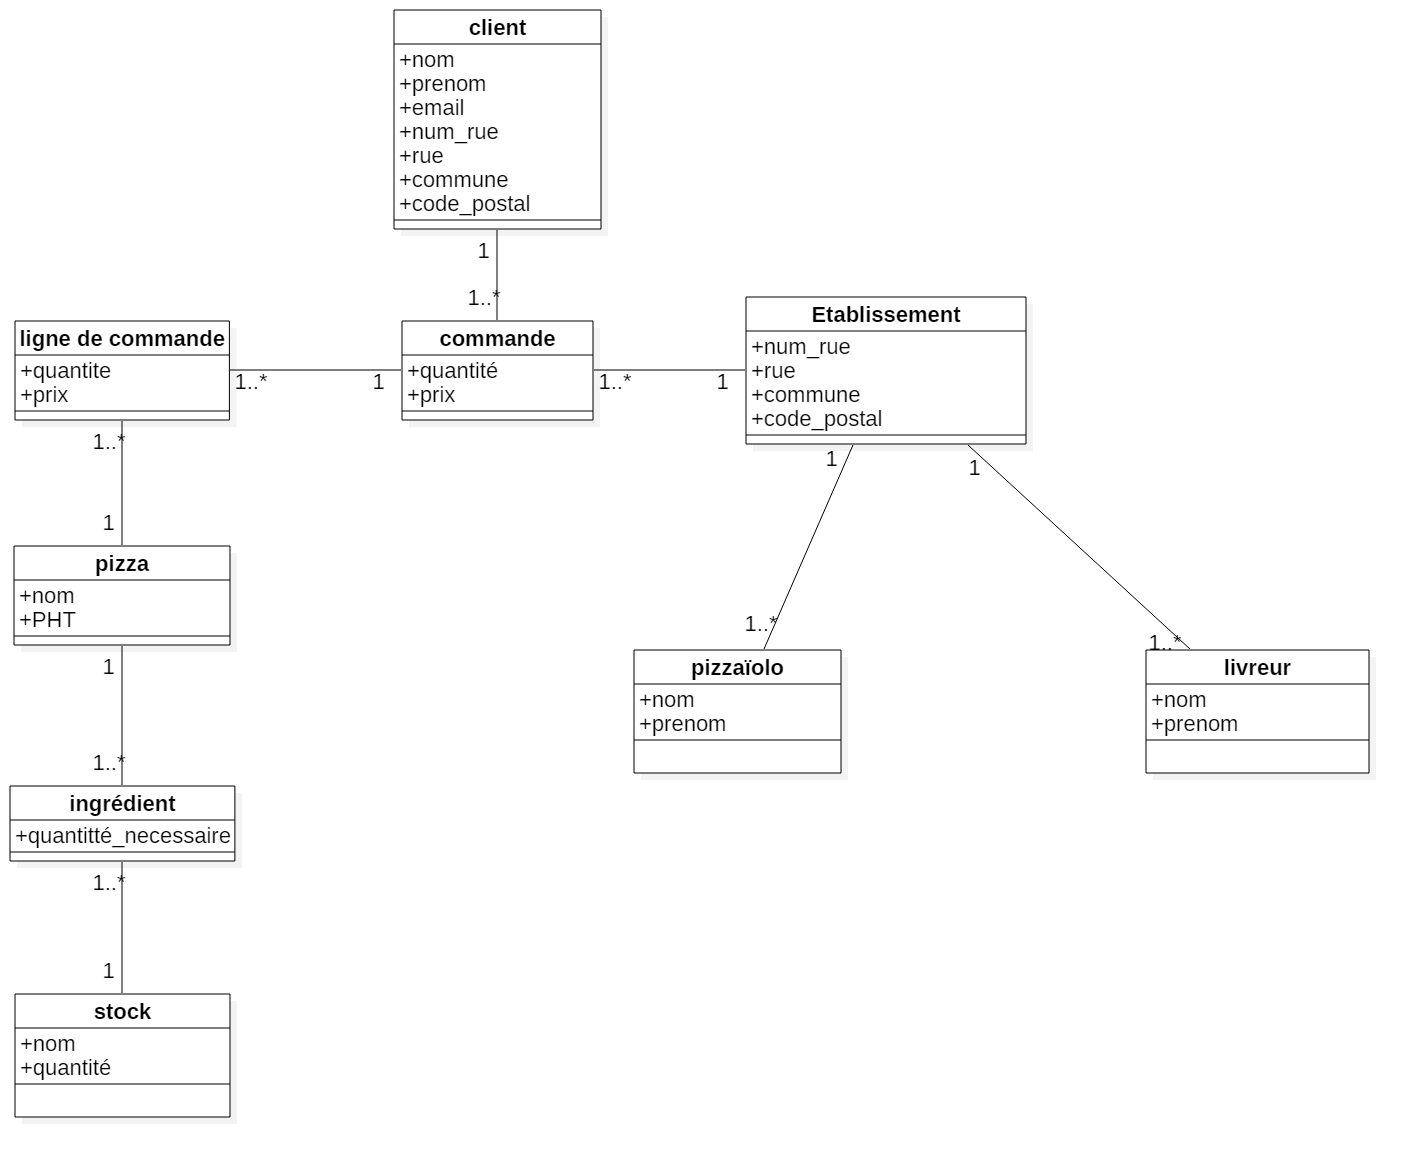 client
+nom
+prenom
+email
+num_rue
+rue
+commune
+code_postal
1
1..*
ligne de commande
+quantite
+prix
1..*
1
commande
+quantité
+prix
1..*
1
Etablissement
+num_rue
+rue
+commune
+code_postal
1..*
1
pizza
+nom
+PHT
1
1..*
1
1..*
pizzaïolo
+nom
+prenom
1
1..*
livreur
+nom
+prenom
ingrédient
+quantitté_necessaire
1..*
1
stock
+nom
+quantité